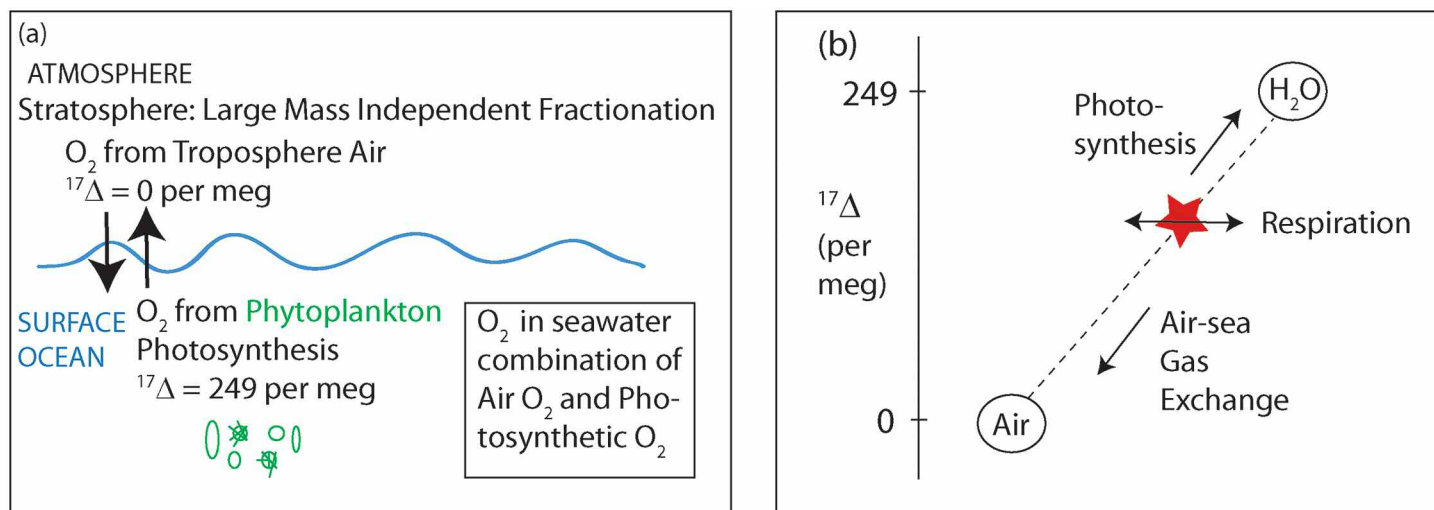 (a)
ATMOSPHERE
Stratosphere: Large Mass Independent Fractionation
O₂ from Troposphere Air
¹⁷Δ = 0 per meg
SURFACE
OCEAN
O₂ from Phytoplankton
Photosynthesis
¹⁷Δ = 249 per meg
O₂ in seawater
combination of
Air O₂ and Pho-
tosynthetic O₂
(b)
249
¹⁷Δ
(per
meg)
0
H₂O
Photo-
synthesis
Respiration
Air-sea
Gas
Exchange
Air